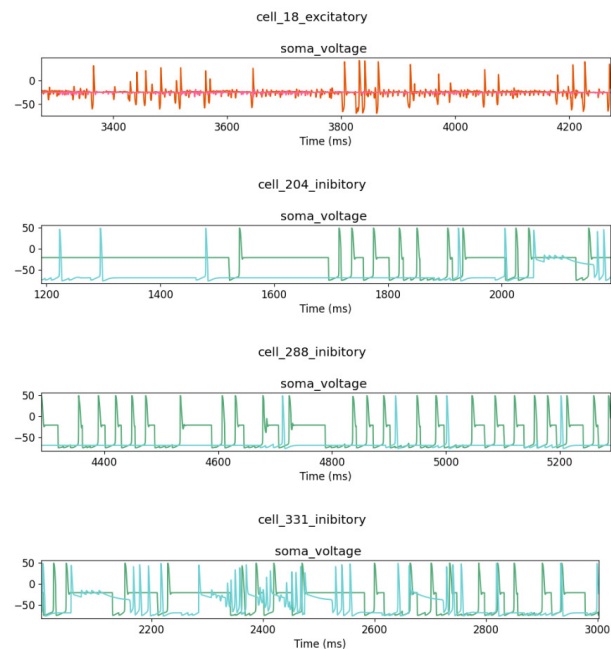 cell_18_excitatory
soma_voltage
0
−50
3400 3600 3800 4000 4200
Time (ms)
cell_204_inibitory
soma_voltage
50
0
−50
1200 1400 1600 1800 2000
Time (ms)
cell_288_inibitory
soma_voltage
50
0
−50
4400 4600 4800 5000 5200
Time (ms)
cell_331_inibitory
soma_voltage
50
0
−50
2200 2400 2600 2800 3000
Time (ms)